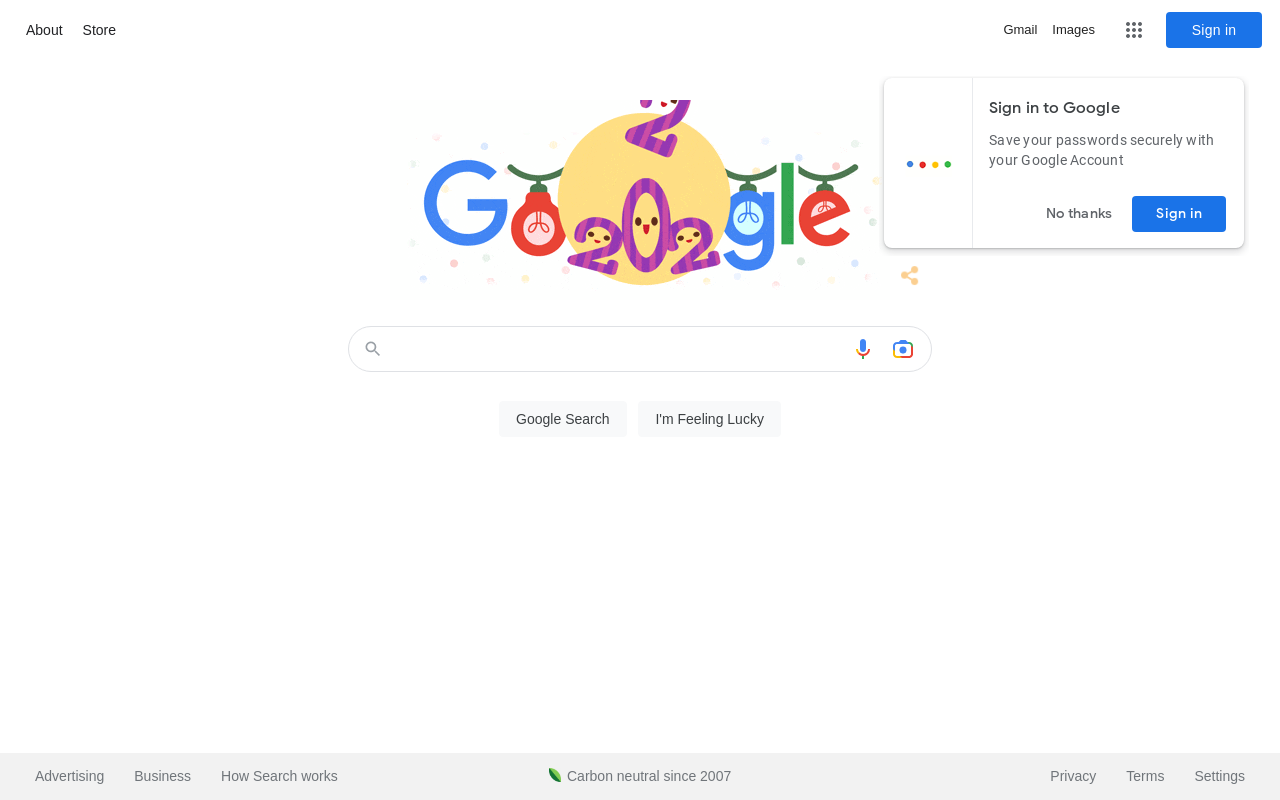 About
Store
Gmail
Images
Sign in
Sign in to Google
Save your passwords securely with
your Google Account
No thanks
Sign in
Google
2
202
Google Search
I'm Feeling Lucky
Advertising
Business
How Search works
Carbon neutral since 2007
Privacy
Terms
Settings